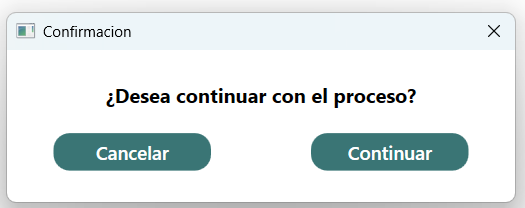 Confirmacion
¿Desea continuar con el proceso?
Cancelar
Continuar